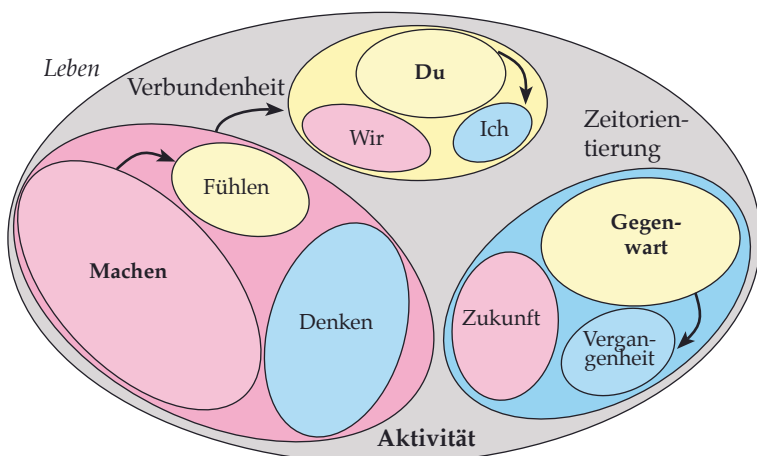 Leben
Verbundenheit
Du
Wir
Ich
Zeitorien-
tierung
Fühlen
Machen
Denken
Gegen-
wart
Zukunft
Vergan-
genheit
Aktivität